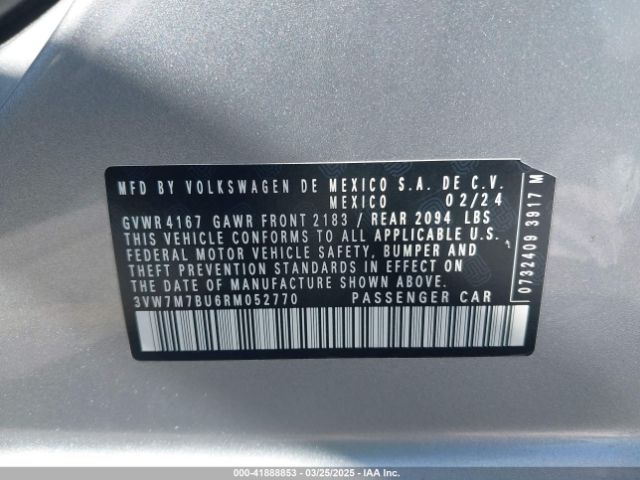 MFD BY VOLKSWAGEN DE MEXICO S.A. DE C.V.
MEXICO 02/24
GVWR 4167 GAWR FRONT 2183 / REAR 2094 LBS
THIS VEHICLE CONFORMS TO ALL APPLICABLE U.S.
FEDERAL MOTOR VEHICLE SAFETY, BUMPER AND
THEFT PREVENTION STANDARDS IN EFFECT ON
THE DATE OF MANUFACTURE SHOWN ABOVE.
3VW7M7BU6RM052770 PASSENGER CAR
0732409 3917 M
000-41888853 / 03/25/2025 / COPYRIGHT IAA, LLC.